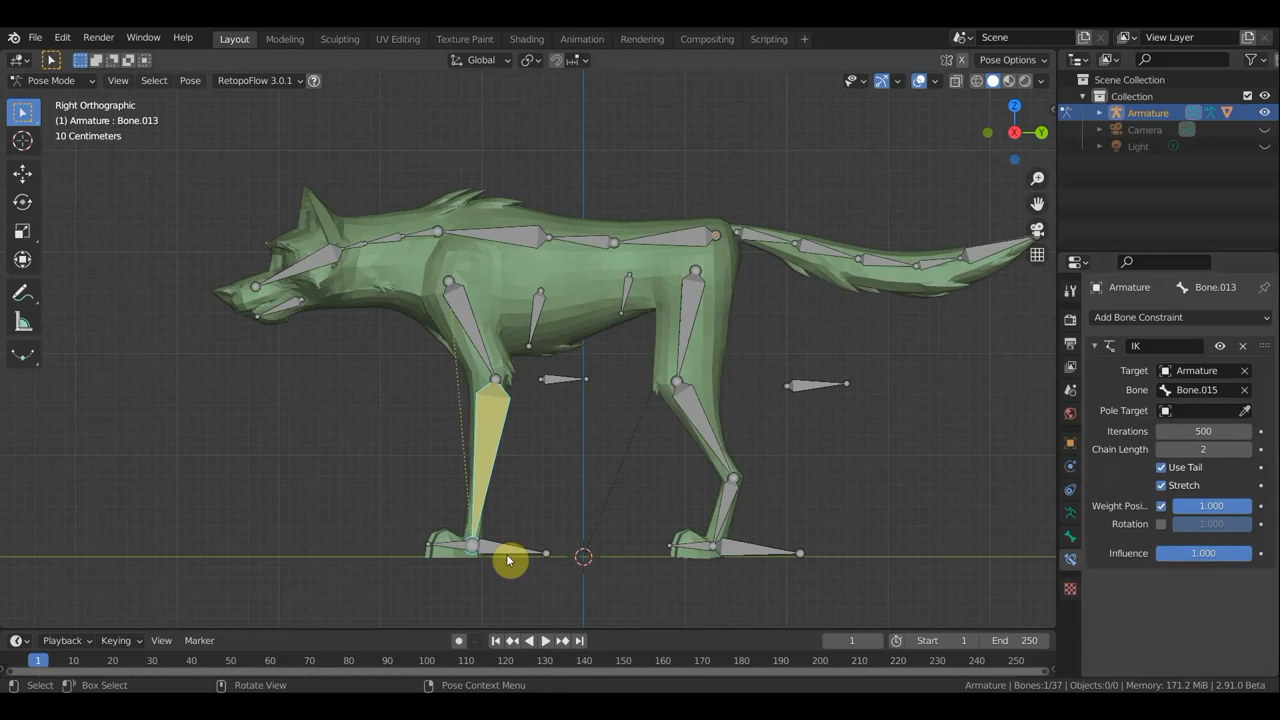 File Edit Render Window Help Layout Modeling Sculpting UV Editing Texture Paint Shading Animation Rendering Compositing Scripting + Scene View Layer
Global Pose Options
Pose Mode View Select Pose RetopoFlow 3.0.1
Right Orthographic
(1) Armature : Bone.013
10 Centimeters
Z
X
Y
Scene Collection
Collection
Armature
Camera
Light
Armature Bone.013
Add Bone Constraint
IK
Target Armature
Bone Bone.015
Pole Target
Iterations 500
Chain Length 2
Use Tail
Stretch
Weight Posi... 1.000
Rotation 1.000
Influence 1.000
Playback Keying View Marker 1 Start 1 End 250
1 10 20 30 40 50 60 70 80 90 100 110 120 130 140 150 160 170 180 190 200 210 220 230 240 250
Select Box Select Rotate View Pose Context Menu Armature | Bones:1/37 | Objects:0/0 | Memory: 171.2 MiB | 2.91.0 Beta